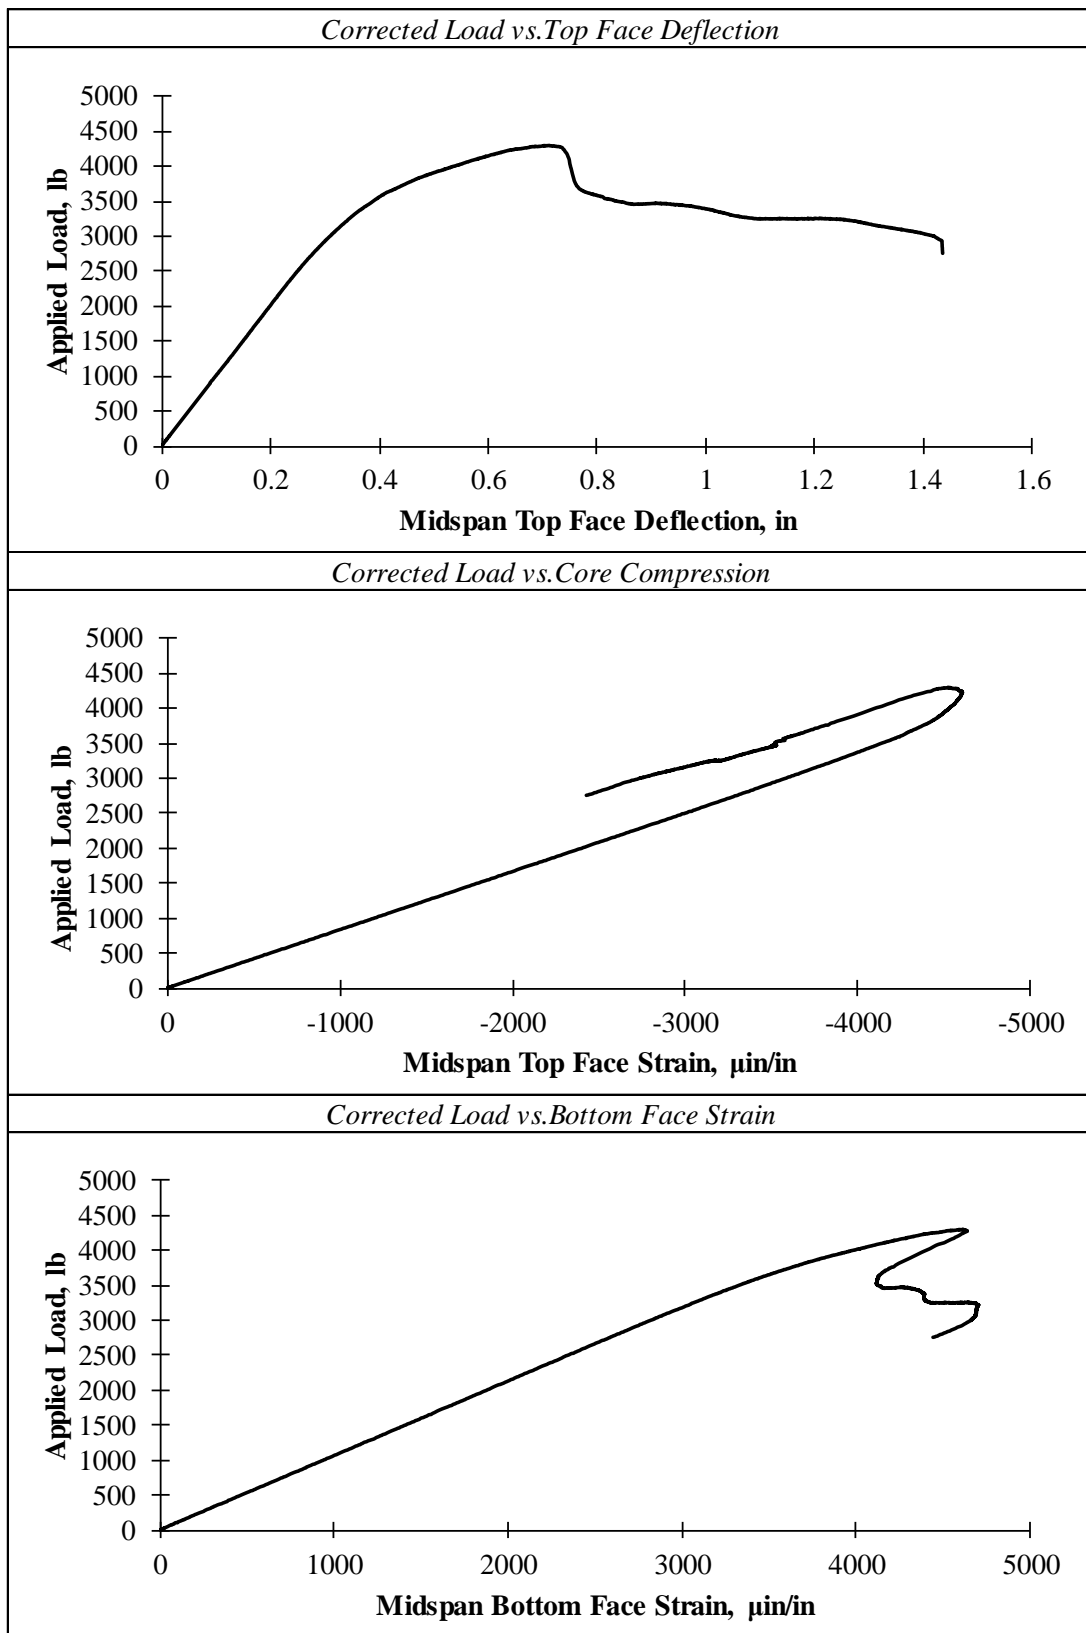 Corrected Load vs.Top Face Deflection
5000
4500
4000
3500
3000
2500
2000
1500
1000
500
0
Applied Load, lb
0 0.2 0.4 0.6 0.8 1 1.2 1.4 1.6
Midspan Top Face Deflection, in
Corrected Load vs.Core Compression
5000
4500
4000
3500
3000
2500
2000
1500
1000
500
0
Applied Load, lb
0 -1000 -2000 -3000 -4000 -5000
Midspan Top Face Strain, μin/in
Corrected Load vs.Bottom Face Strain
5000
4500
4000
3500
3000
2500
2000
1500
1000
500
0
Applied Load, lb
0 1000 2000 3000 4000 5000
Midspan Bottom Face Strain, μin/in